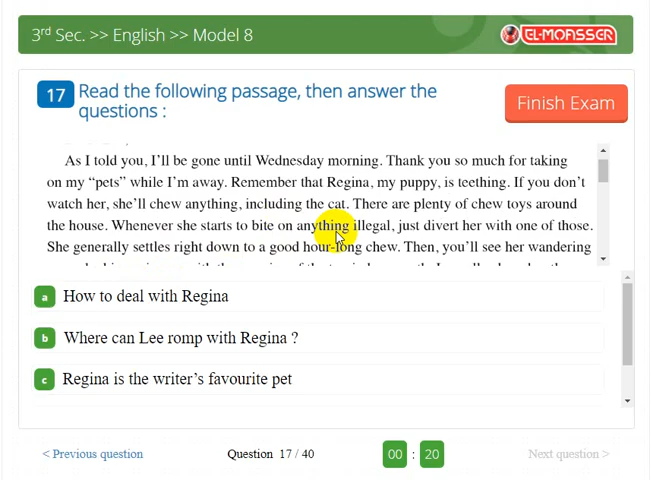 3rd Sec. >> English >> Model 8
EL-MOASSER
17
Read the following passage, then answer the
questions :
Finish Exam
As I told you, I'll be gone until Wednesday morning. Thank you so much for taking
on my “pets” while I'm away. Remember that Regina, my puppy, is teething. If you don't
watch her, she'll chew anything, including the cat. There are plenty of chew toys around
the house. Whenever she starts to bite on anything illegal, just divert her with one of those.
She generally settles right down to a good hour-long chew. Then, you'll see her wandering
a How to deal with Regina
b Where can Lee romp with Regina ?
c Regina is the writer's favourite pet
< Previous question
Question 17 / 40
00 : 20
Next question >